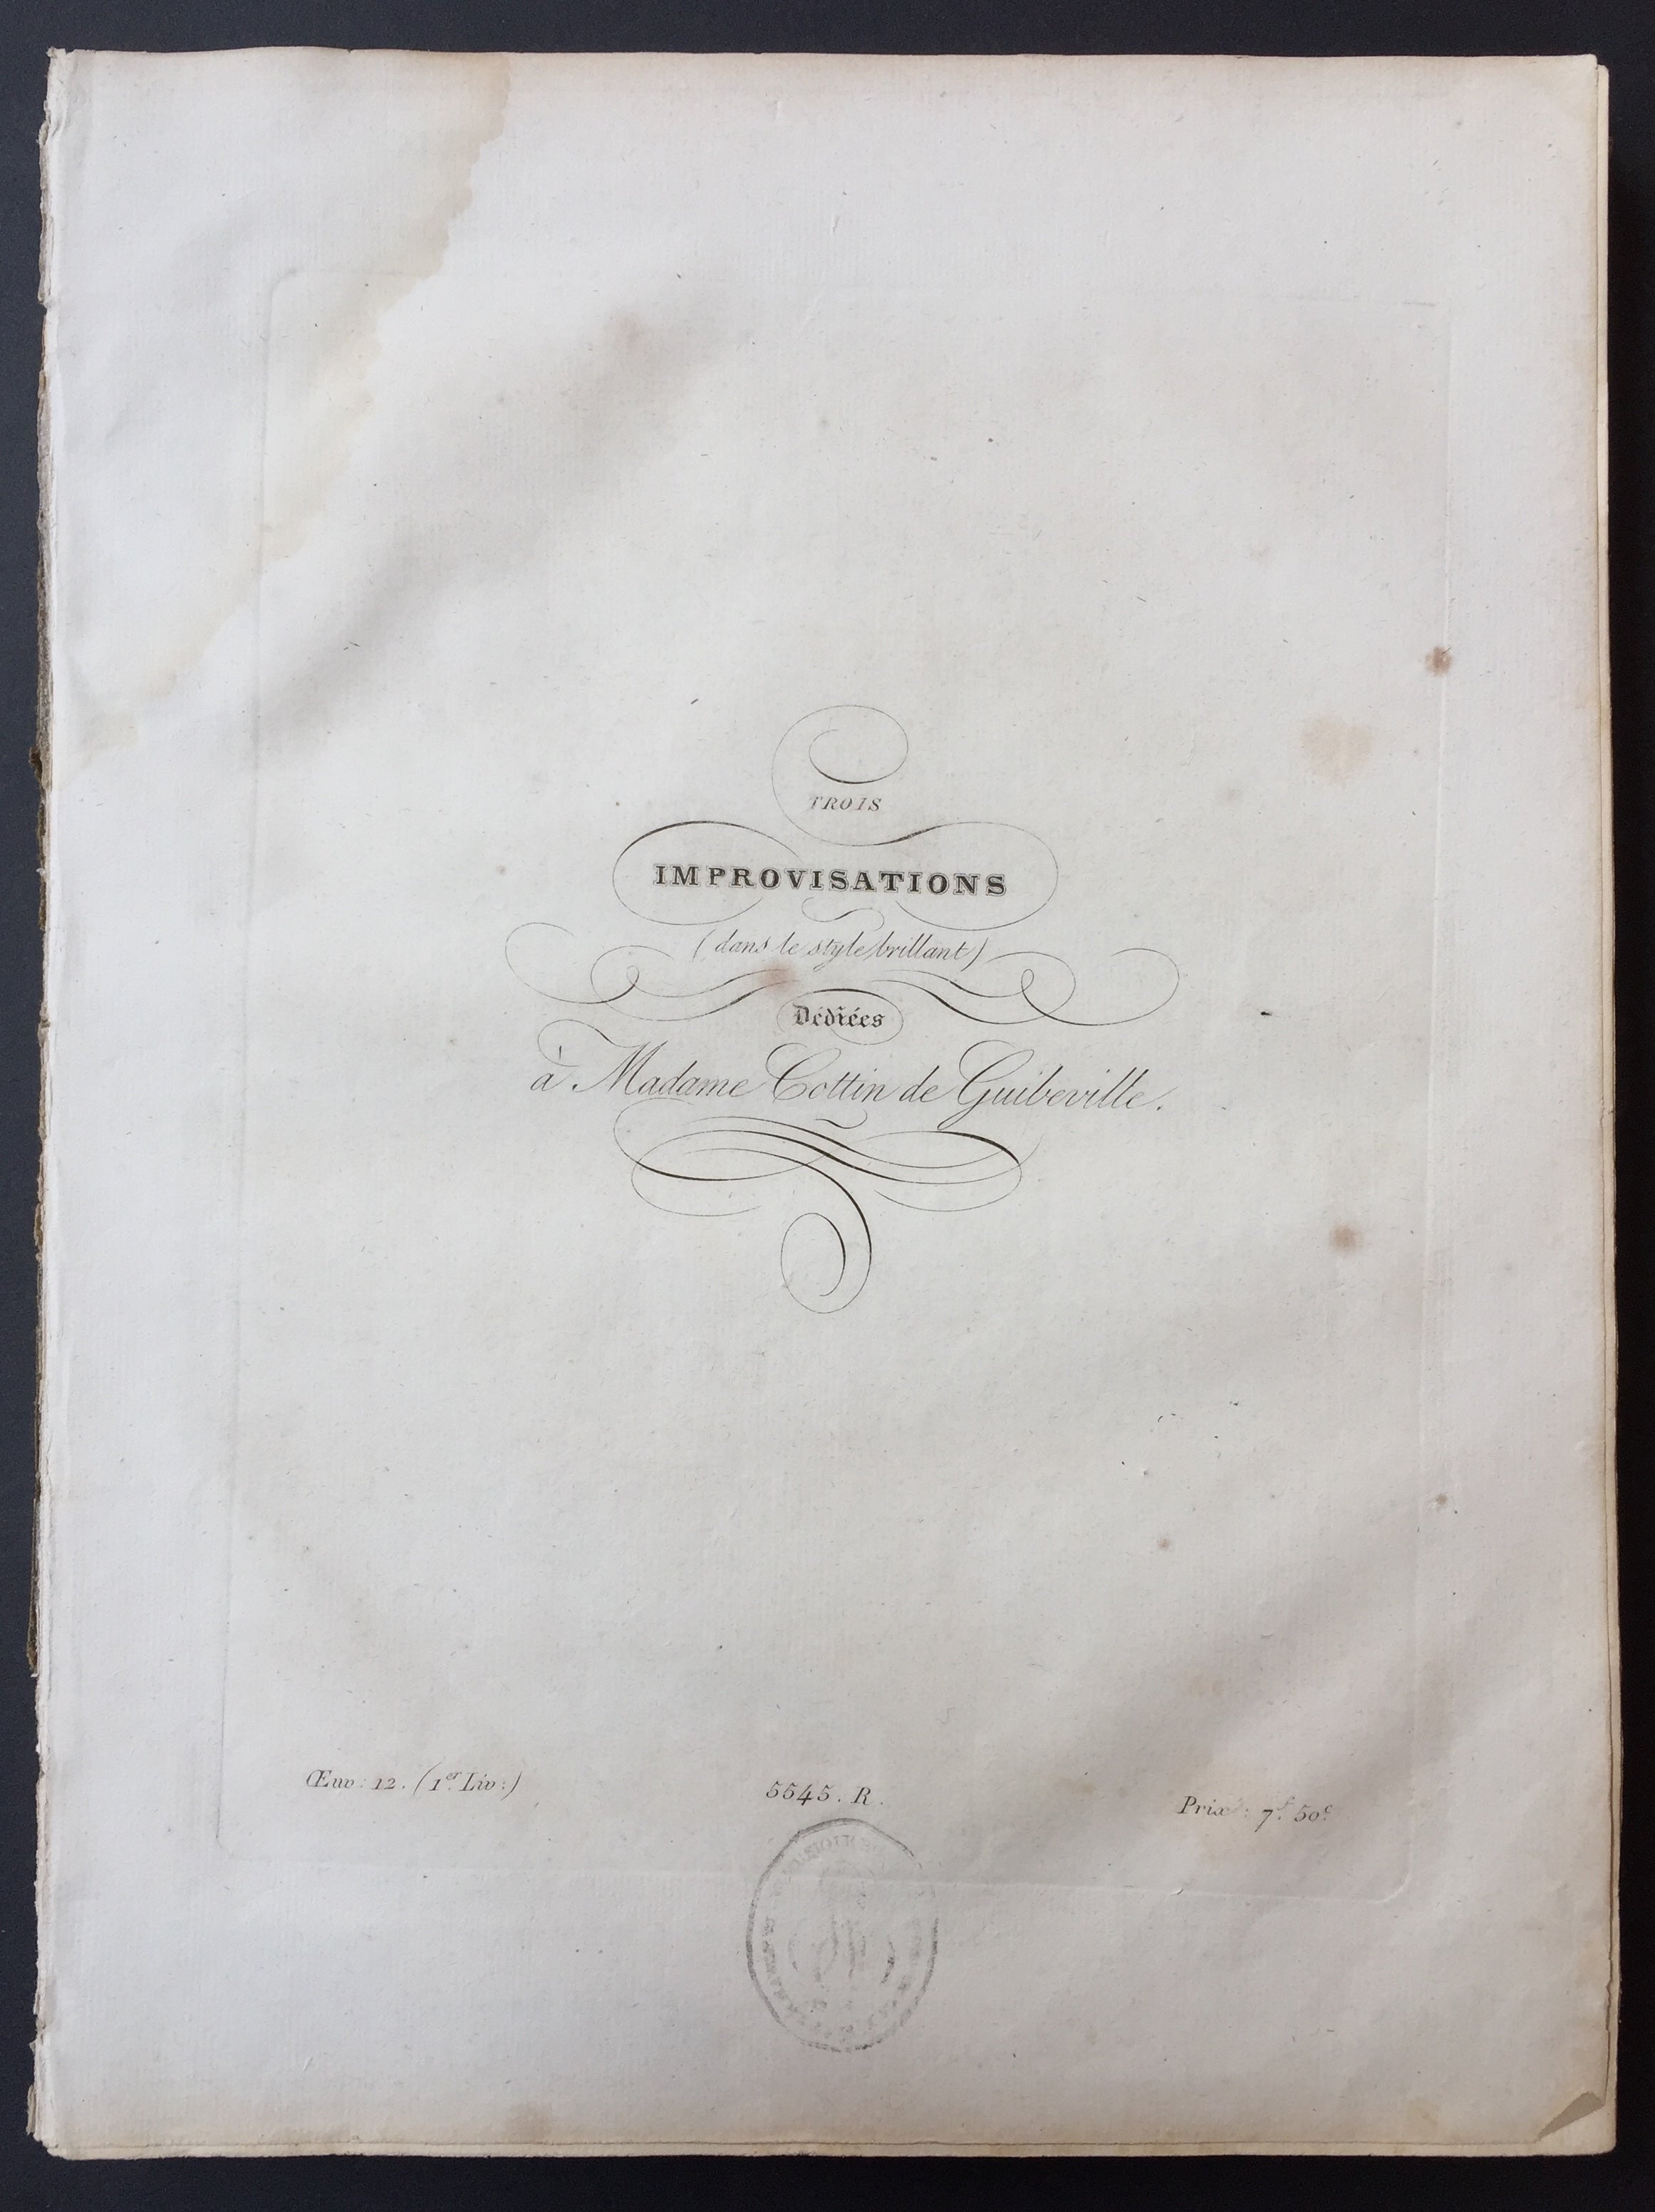 TROIS
IMPROVISATIONS
(dans le style brillant)
Dédiées
à Madame Cottin de Guibeville.
Œuv: 12. (1er. Liv:)
5545. R.
Prix: 7f. 50c.